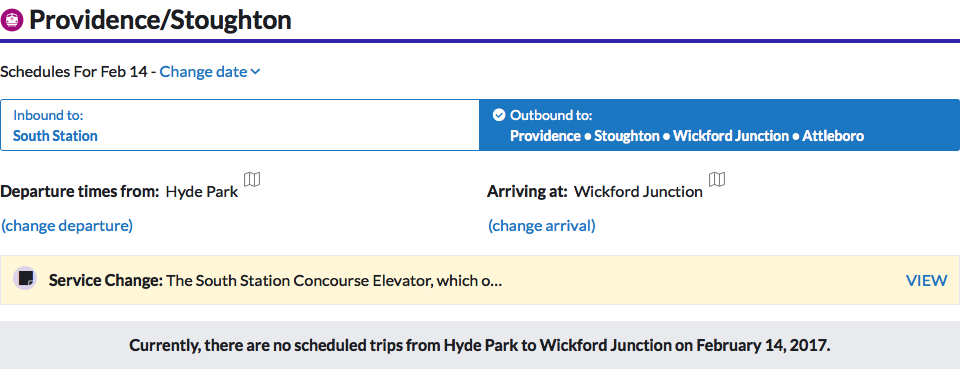 Providence/Stoughton
Schedules For Feb 14 - Change date
Inbound to:
South Station
Outbound to:
Providence • Stoughton • Wickford Junction • Attleboro
Departure times from: Hyde Park
(change departure)
Arriving at: Wickford Junction
(change arrival)
Service Change: The South Station Concourse Elevator, which o... VIEW
Currently, there are no scheduled trips from Hyde Park to Wickford Junction on February 14, 2017.